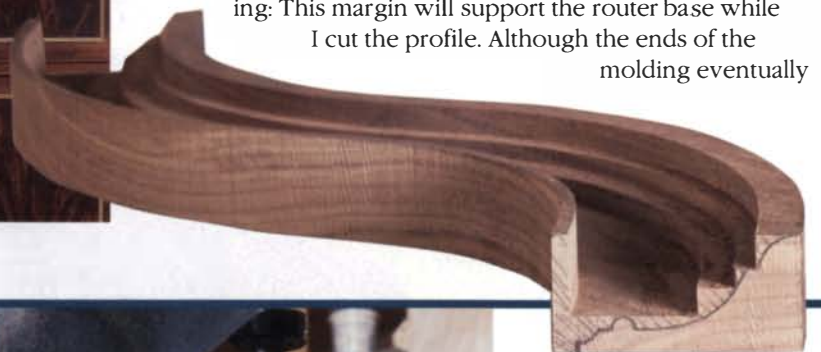 ing: This margin will support the router base while
I cut the profile. Although the ends of the
molding eventually